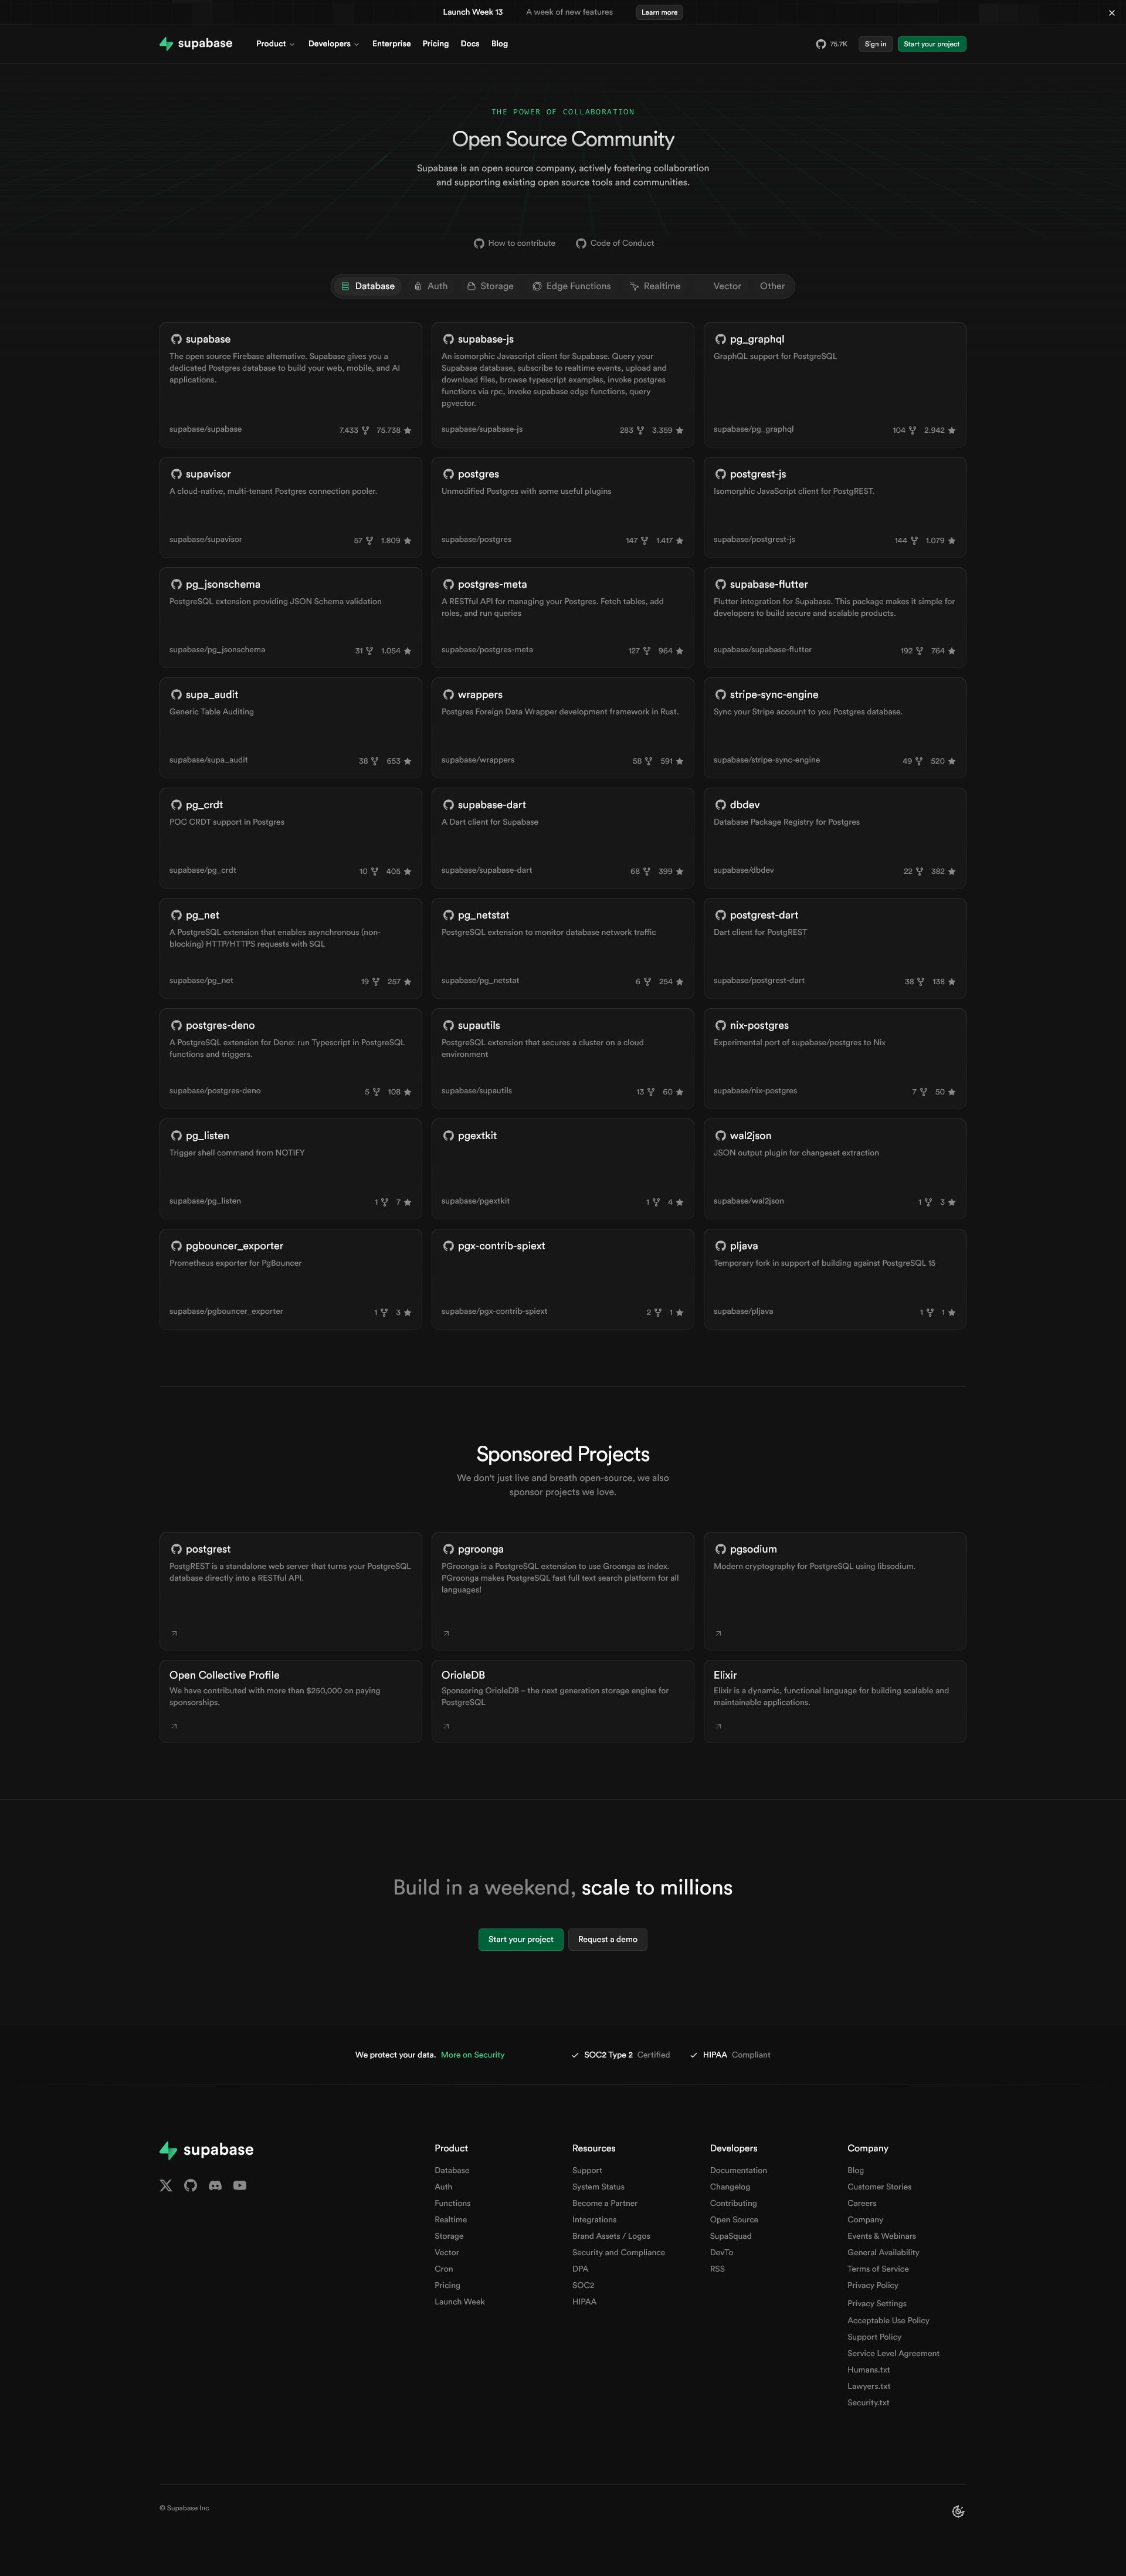 Launch Week 13 A week of new features Learn more
supabase Product Developers Enterprise Pricing Docs Blog 75.7K Sign in Start your project
THE POWER OF COLLABORATION
Open Source Community
Supabase is an open source company, actively fostering collaboration
and supporting existing open source tools and communities.
How to contribute Code of Conduct
Database Auth Storage Edge Functions Realtime Vector Other
supabase
The open source Firebase alternative. Supabase gives you a
dedicated Postgres database to build your web, mobile, and AI
applications.
supabase/supabase 7.433 75.738
supabase-js
An isomorphic Javascript client for Supabase. Query your
Supabase database, subscribe to realtime events, upload and
download files, browse typescript examples, invoke postgres
functions via rpc, invoke supabase edge functions, query
pgvector.
supabase/supabase-js 283 3.359
pg_graphql
GraphQL support for PostgreSQL
supabase/pg_graphql 104 2.942
supavisor
A cloud-native, multi-tenant Postgres connection pooler.
supabase/supavisor 57 1.809
postgres
Unmodified Postgres with some useful plugins
supabase/postgres 147 1.417
postgrest-js
Isomorphic JavaScript client for PostgREST.
supabase/postgrest-js 144 1.079
pg_jsonschema
PostgreSQL extension providing JSON Schema validation
supabase/pg_jsonschema 31 1.054
postgres-meta
A RESTful API for managing your Postgres. Fetch tables, add
roles, and run queries
supabase/postgres-meta 127 964
supabase-flutter
Flutter integration for Supabase. This package makes it simple for
developers to build secure and scalable products.
supabase/supabase-flutter 192 764
supa_audit
Generic Table Auditing
supabase/supa_audit 38 653
wrappers
Postgres Foreign Data Wrapper development framework in Rust.
supabase/wrappers 58 591
stripe-sync-engine
Sync your Stripe account to you Postgres database.
supabase/stripe-sync-engine 49 520
pg_crdt
POC CRDT support in Postgres
supabase/pg_crdt 10 405
supabase-dart
A Dart client for Supabase
supabase/supabase-dart 68 399
dbdev
Database Package Registry for Postgres
supabase/dbdev 22 382
pg_net
A PostgreSQL extension that enables asynchronous (non-
blocking) HTTP/HTTPS requests with SQL
supabase/pg_net 19 257
pg_netstat
PostgreSQL extension to monitor database network traffic
supabase/pg_netstat 6 254
postgrest-dart
Dart client for PostgREST
supabase/postgrest-dart 38 138
postgres-deno
A PostgreSQL extension for Deno: run Typescript in PostgreSQL
functions and triggers.
supabase/postgres-deno 5 108
supautils
PostgreSQL extension that secures a cluster on a cloud
environment
supabase/supautils 13 60
nix-postgres
Experimental port of supabase/postgres to Nix
supabase/nix-postgres 7 50
pg_listen
Trigger shell command from NOTIFY
supabase/pg_listen 1 7
pgextkit
supabase/pgextkit 1 4
wal2json
JSON output plugin for changeset extraction
supabase/wal2json 1 3
pgbouncer_exporter
Prometheus exporter for PgBouncer
supabase/pgbouncer_exporter 1 3
pgx-contrib-spiext
supabase/pgx-contrib-spiext 2 1
pljava
Temporary fork in support of building against PostgreSQL 15
supabase/pljava 1 1
Sponsored Projects
We don't just live and breath open-source, we also
sponsor projects we love.
postgrest
PostgREST is a standalone web server that turns your PostgreSQL
database directly into a RESTful API.
pgroonga
PGroonga is a PostgreSQL extension to use Groonga as index.
PGroonga makes PostgreSQL fast full text search platform for all
languages!
pgsodium
Modern cryptography for PostgreSQL using libsodium.
Open Collective Profile
We have contributed with more than $250,000 on paying
sponsorships.
OrioleDB
Sponsoring OrioleDB – the next generation storage engine for
PostgreSQL
Elixir
Elixir is a dynamic, functional language for building scalable and
maintainable applications.
Build in a weekend, scale to millions
Start your project Request a demo
We protect your data. More on Security SOC2 Type 2 Certified HIPAA Compliant
supabase
Product
Database
Auth
Functions
Realtime
Storage
Vector
Cron
Pricing
Launch Week
Resources
Support
System Status
Become a Partner
Integrations
Brand Assets / Logos
Security and Compliance
DPA
SOC2
HIPAA
Developers
Documentation
Changelog
Contributing
Open Source
SupaSquad
DevTo
RSS
Company
Blog
Customer Stories
Careers
Company
Events & Webinars
General Availability
Terms of Service
Privacy Policy
Privacy Settings
Acceptable Use Policy
Support Policy
Service Level Agreement
Humans.txt
Lawyers.txt
Security.txt
© Supabase Inc